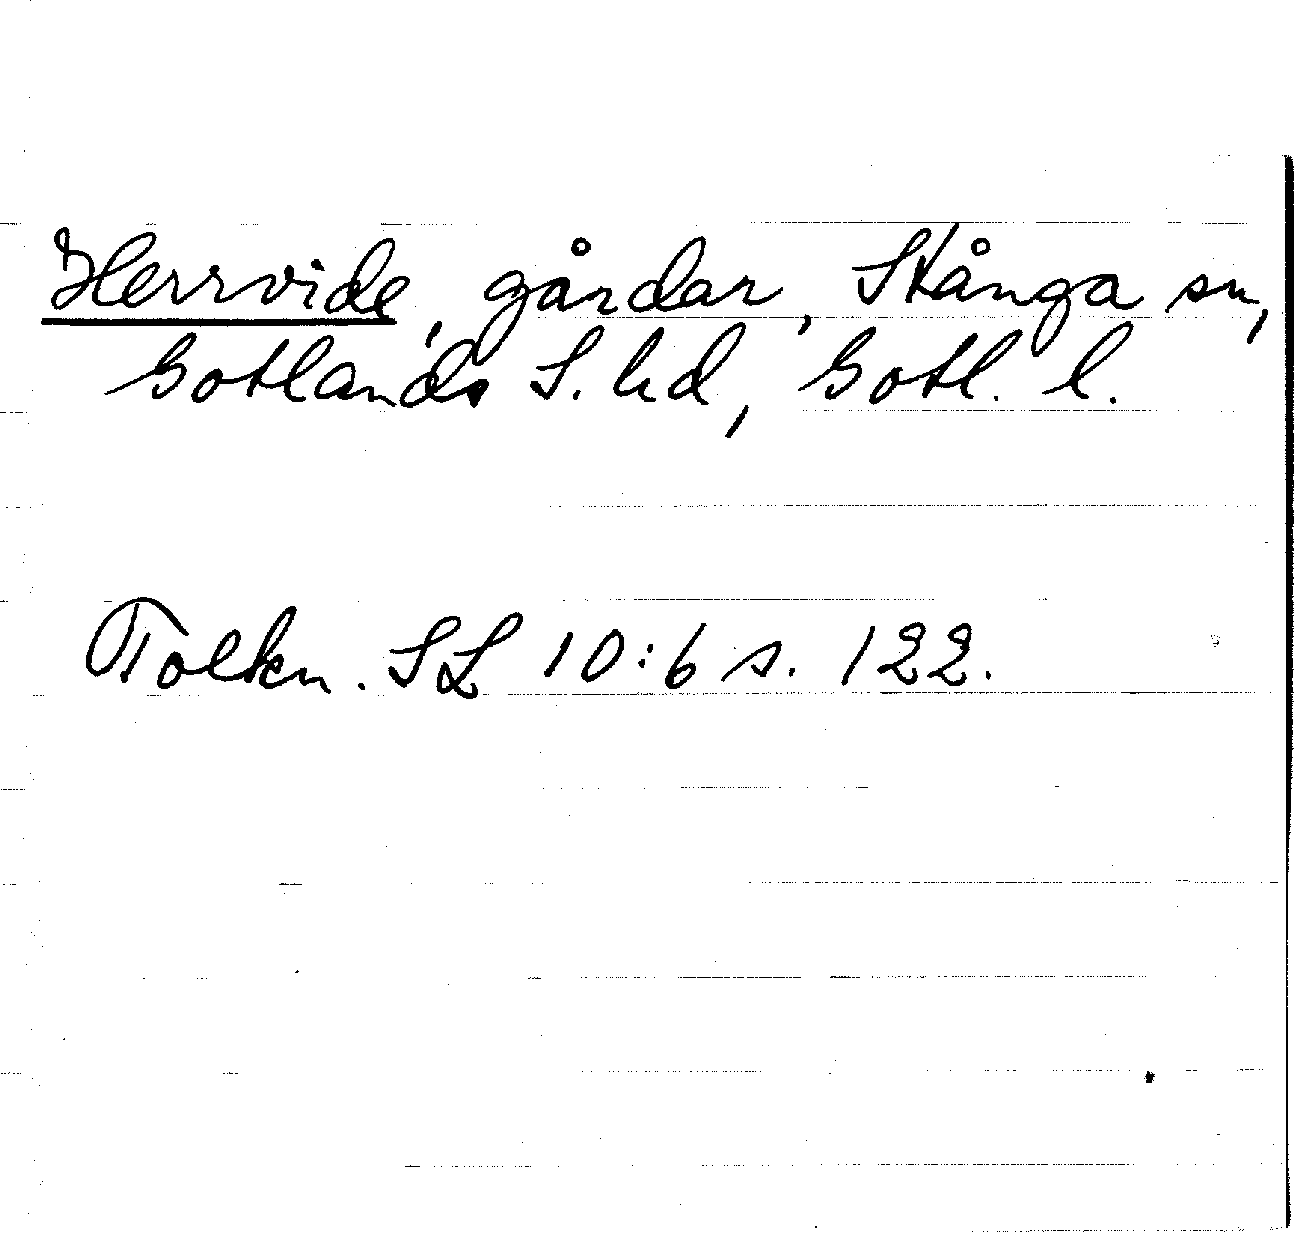 Herrvide, gårdar, Stånga sn,
Gotlands S. hd, Gotl. l.
Tolkn. SL 10:6 s. 122.